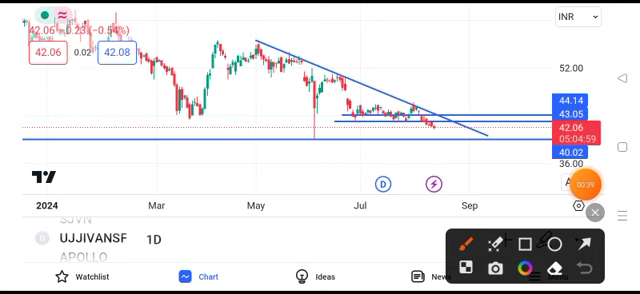 INR
42.06 -0.23 (-0.54%)
42.06 0.02 42.08
52.00
44.14
43.05
42.06
05:04:59
40.02
36.00
D
00:39
2024 Mar May Jul Sep
SJVN
U UJJIVANSF 1D
APOLLO
Watchlist Chart Ideas News Menu